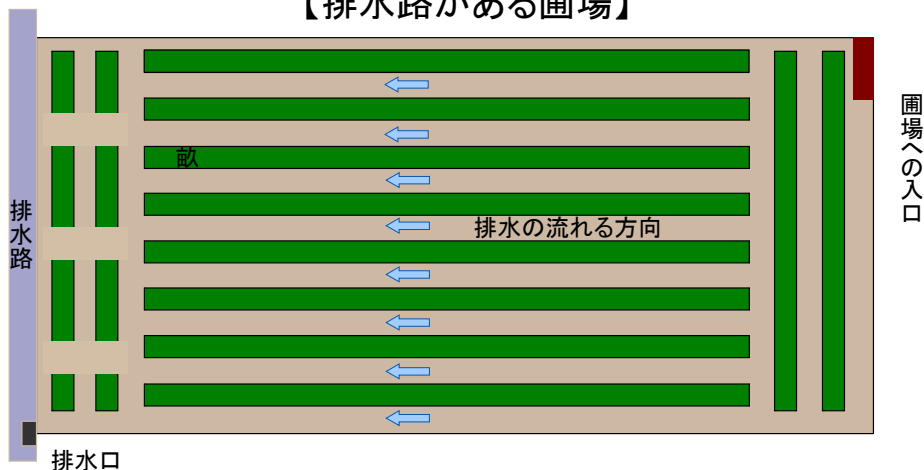 【排水路がある圃場】
圃場への入口
畝
排水路
排水の流れる方向
排水口